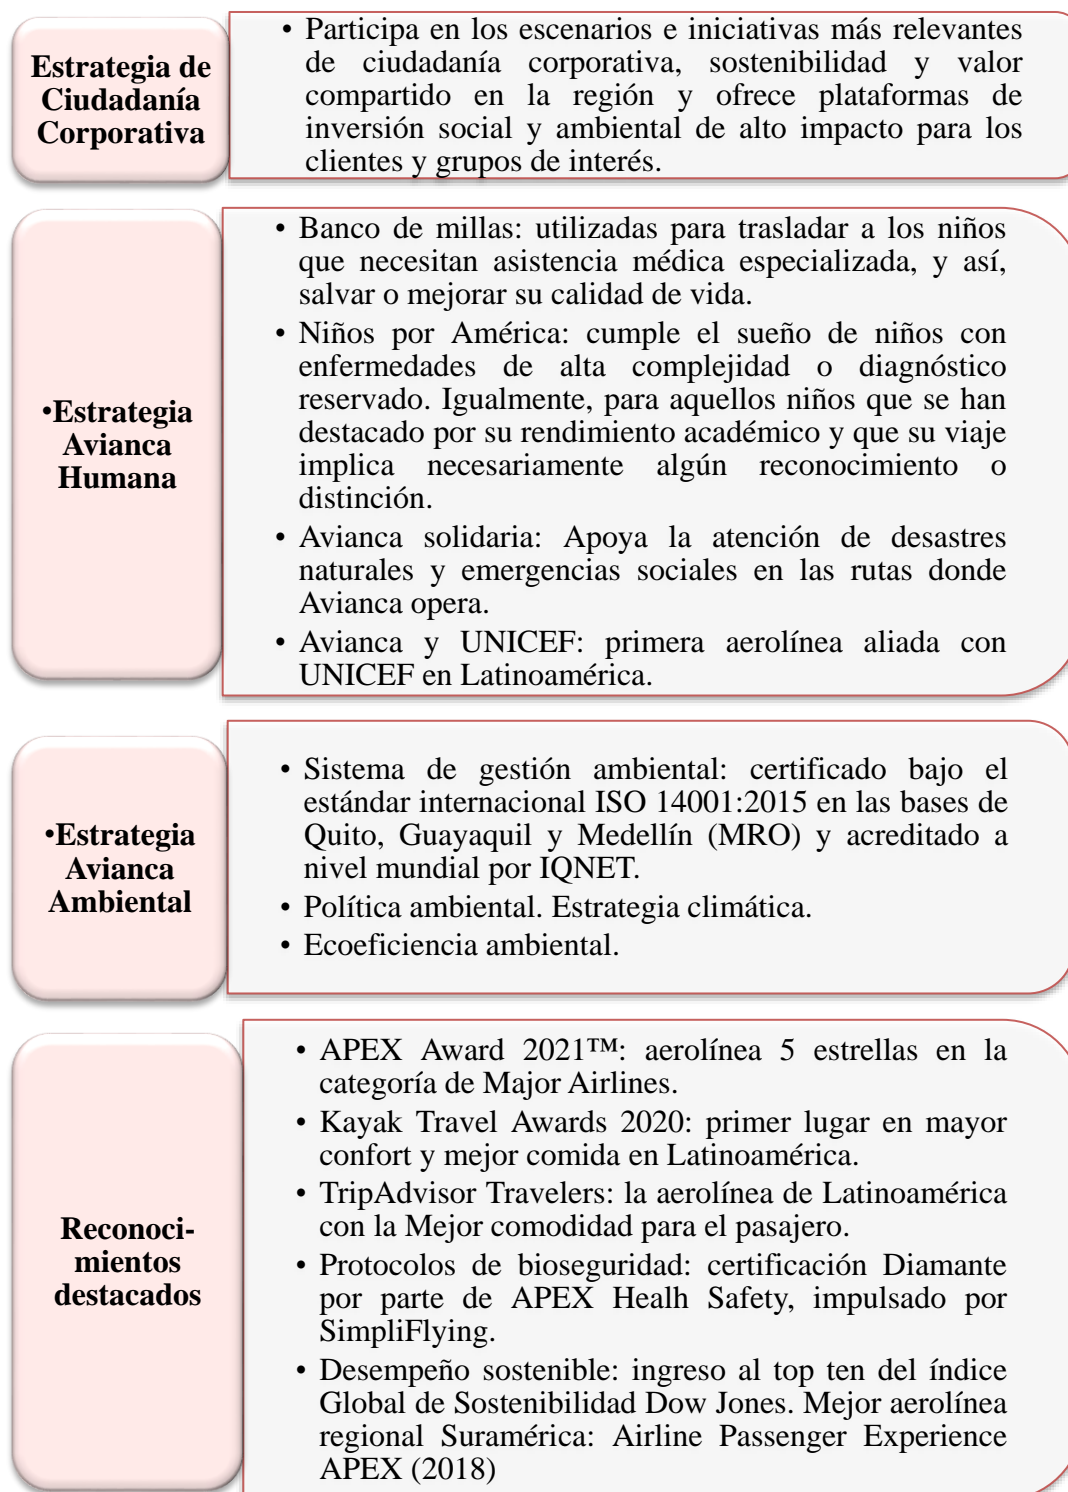 Estrategia de
Ciudadanía
Corporativa
• Participa en los escenarios e iniciativas más relevantes
de ciudadanía corporativa, sostenibilidad y valor
compartido en la región y ofrece plataformas de
inversión social y ambiental de alto impacto para los
clientes y grupos de interés.
•Estrategia
Avianca
Humana
• Banco de millas: utilizadas para trasladar a los niños
que necesitan asistencia médica especializada, y así,
salvar o mejorar su calidad de vida.
• Niños por América: cumple el sueño de niños con
enfermedades de alta complejidad o diagnóstico
reservado. Igualmente, para aquellos niños que se han
destacado por su rendimiento académico y que su viaje
implica necesariamente algún reconocimiento o
distinción.
• Avianca solidaria: Apoya la atención de desastres
naturales y emergencias sociales en las rutas donde
Avianca opera.
• Avianca y UNICEF: primera aerolínea aliada con
UNICEF en Latinoamérica.
•Estrategia
Avianca
Ambiental
• Sistema de gestión ambiental: certificado bajo el
estándar internacional ISO 14001:2015 en las bases de
Quito, Guayaquil y Medellín (MRO) y acreditado a
nivel mundial por IQNET.
• Política ambiental. Estrategia climática.
• Ecoeficiencia ambiental.
Reconoci-
mientos
destacados
• APEX Award 2021™: aerolínea 5 estrellas en la
categoría de Major Airlines.
• Kayak Travel Awards 2020: primer lugar en mayor
confort y mejor comida en Latinoamérica.
• TripAdvisor Travelers: la aerolínea de Latinoamérica
con la Mejor comodidad para el pasajero.
• Protocolos de bioseguridad: certificación Diamante
por parte de APEX Healh Safety, impulsado por
SimpliFlying.
• Desempeño sostenible: ingreso al top ten del índice
Global de Sostenibilidad Dow Jones. Mejor aerolínea
regional Suramérica: Airline Passenger Experience
APEX (2018)